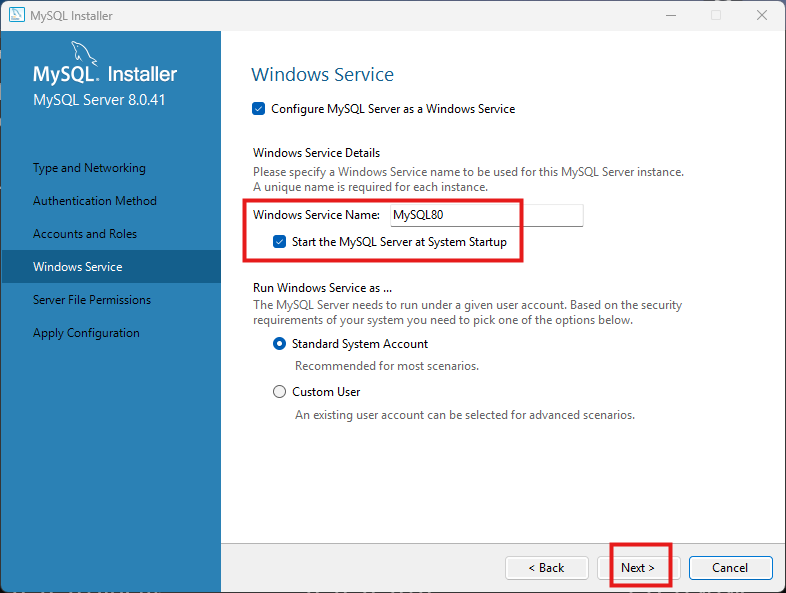 MySQL Installer
MySQL. Installer
MySQL Server 8.0.41
Type and Networking
Authentication Method
Accounts and Roles
Windows Service
Server File Permissions
Apply Configuration
Windows Service
Configure MySQL Server as a Windows Service
Windows Service Details
Please specify a Windows Service name to be used for this MySQL Server instance.
A unique name is required for each instance.
Windows Service Name: MySQL80
Start the MySQL Server at System Startup
Run Windows Service as ...
The MySQL Server needs to run under a given user account. Based on the security
requirements of your system you need to pick one of the options below.
Standard System Account
Recommended for most scenarios.
Custom User
An existing user account can be selected for advanced scenarios.
< Back
Next >
Cancel